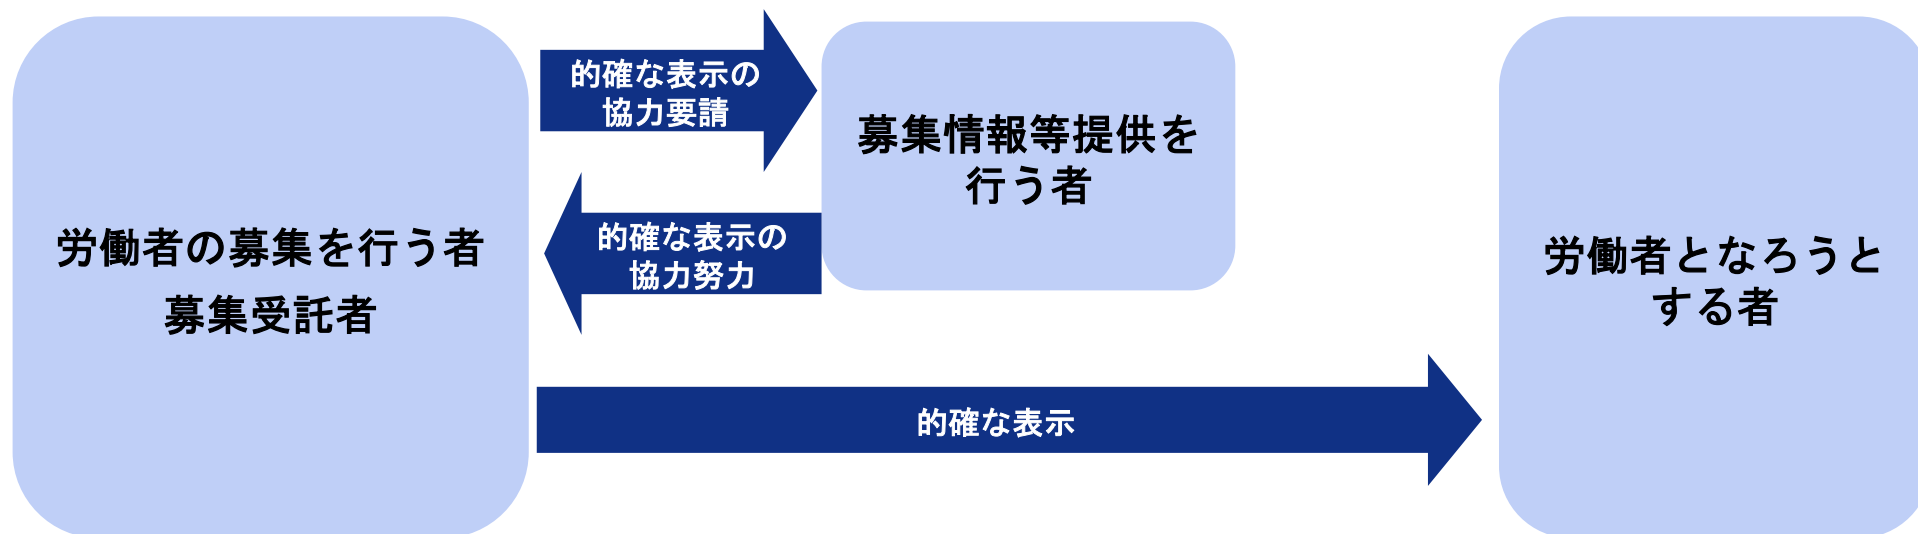 労働者の募集を行う者
募集受託者
的確な表示の
協力要請
募集情報等提供を
行う者
的確な表示の
協力努力
的確な表示
労働者となろうと
する者